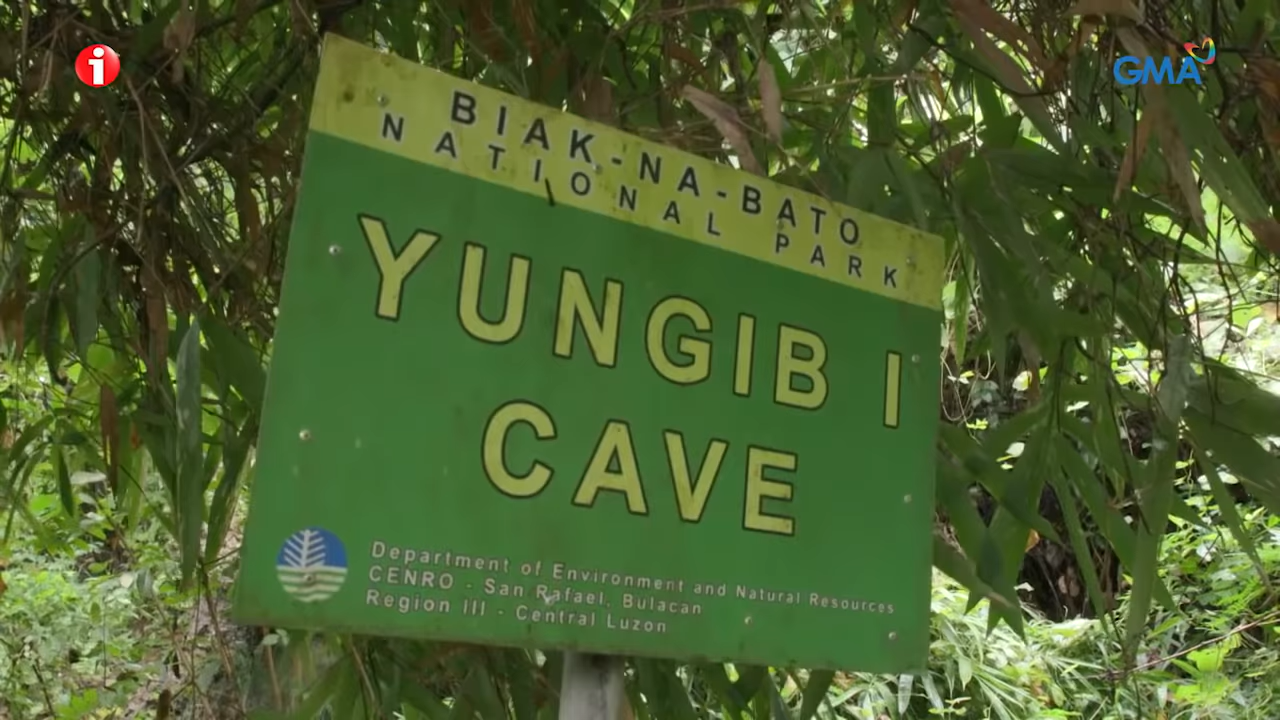 i
GMA
BIAK-NA-BATO
NATIONAL PARK
YUNGIB I
CAVE
Department of Environment and Natural Resources
CENRO - San Rafael, Bulacan
Region III - Central Luzon